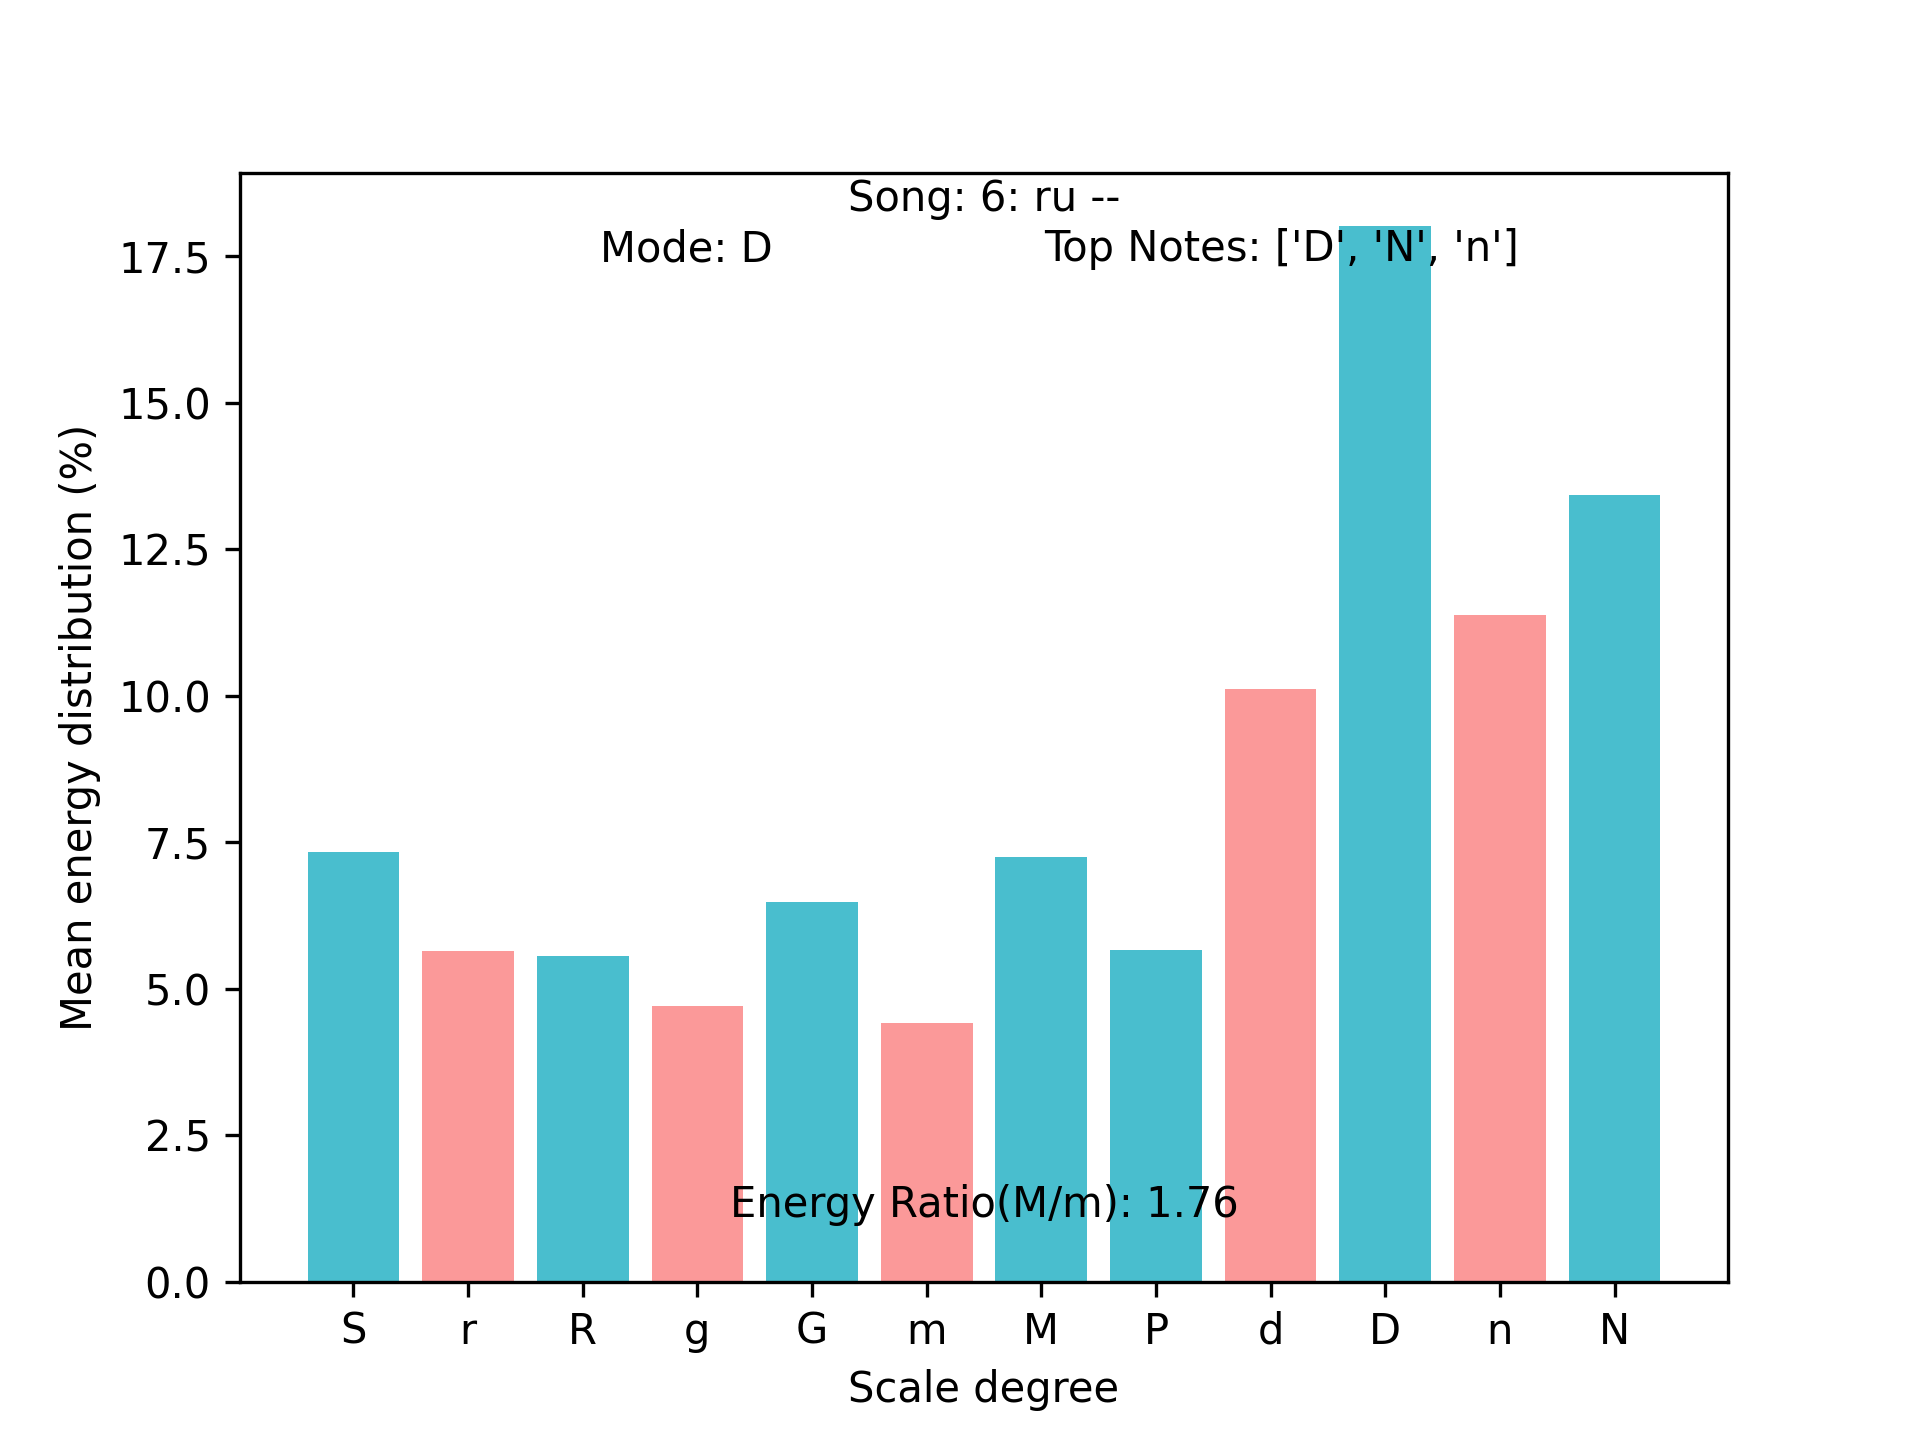 Song: 6: ru --
Mode: D
Top Notes: ['D', 'N', 'n']
17.5
15.0
12.5
10.0
7.5
5.0
2.5
0.0
Mean energy distribution (%)
Energy Ratio(M/m): 1.76
S r R g G m M P d D n N
Scale degree